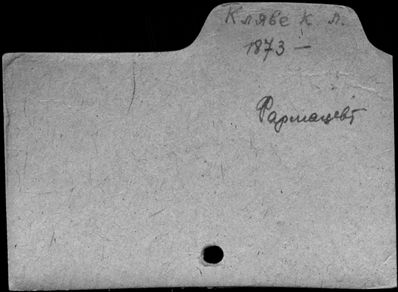 Кляве К Л.
1873 —
Фармацевт